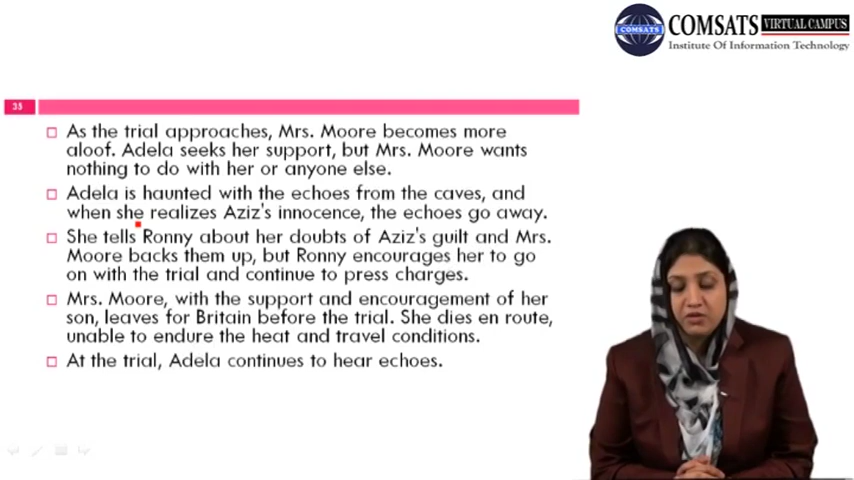 COMSATS
COMSATS VIRTUAL CAMPUS
Institute Of Information Technology
35
As the trial approaches, Mrs. Moore becomes more
aloof. Adela seeks her support, but Mrs. Moore wants
nothing to do with her or anyone else.
Adela is haunted with the echoes from the caves, and
when she realizes Aziz's innocence, the echoes go away.
She tells Ronny about her doubts of Aziz's guilt and Mrs.
Moore backs them up, but Ronny encourages her to go
on with the trial and continue to press charges.
Mrs. Moore, with the support and encouragement of her
son, leaves for Britain before the trial. She dies en route,
unable to endure the heat and travel conditions.
At the trial, Adela continues to hear echoes.